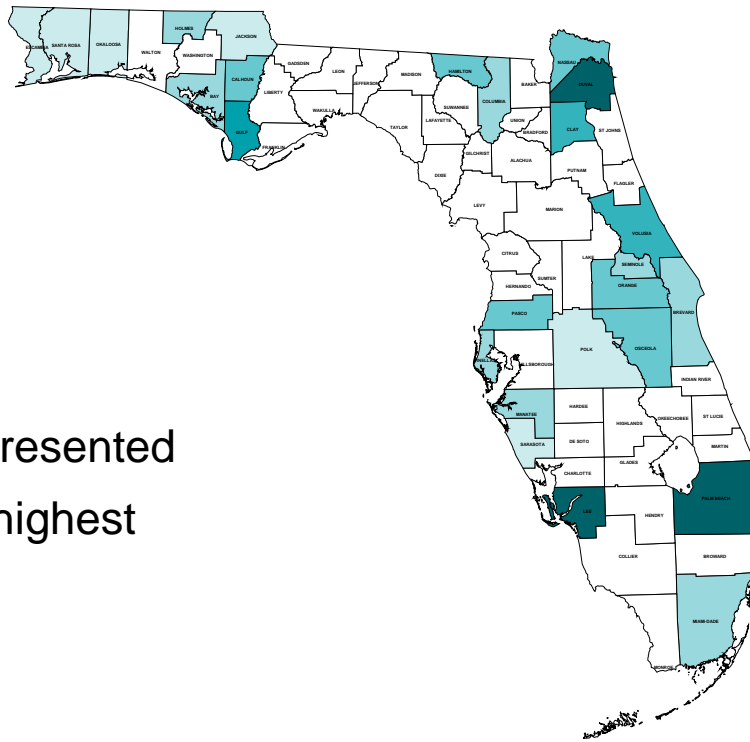 HOLMES
JACKSON
ESCAMBIA
SANTA ROSA
OKALOOSA
WALTON
WASHINGTON
GADSDEN
LEON
MADISON
HAMILTON
NASSAU
DUVAL
BAY
CALHOUN
LIBERTY
JEFFERSON
WAKULLA
TAYLOR
SUWANNEE
LAFAYETTE
COLUMBIA
BAKER
UNION
BRADFORD
CLAY
ST JOHNS
GULF
FRANKLIN
DIXIE
GILCHRIST
ALACHUA
PUTNAM
FLAGLER
LEVY
MARION
VOLUSIA
CITRUS
LAKE
SEMINOLE
HERNANDO
SUMTER
ORANGE
PASCO
BREVARD
HILLSBOROUGH
POLK
OSCEOLA
INDIAN RIVER
MANATEE
HARDEE
HIGHLANDS
OKEECHOBEE
ST LUCIE
resented
SARASOTA
DE SOTO
MARTIN
CHARLOTTE
GLADES
highest
LEE
HENDRY
PALM BEACH
COLLIER
BROWARD
MIAMI-DADE
MONROE